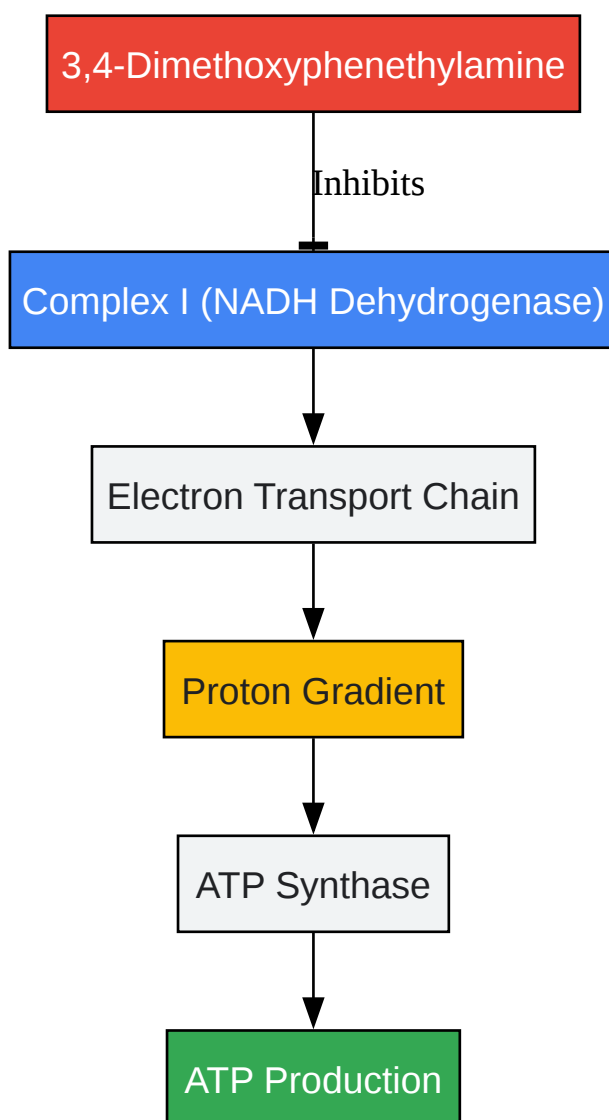 3,4-Dimethoxyphenethylamine
Inhibits
Complex I (NADH Dehydrogenase)
Electron Transport Chain
Proton Gradient
ATP Synthase
ATP Production